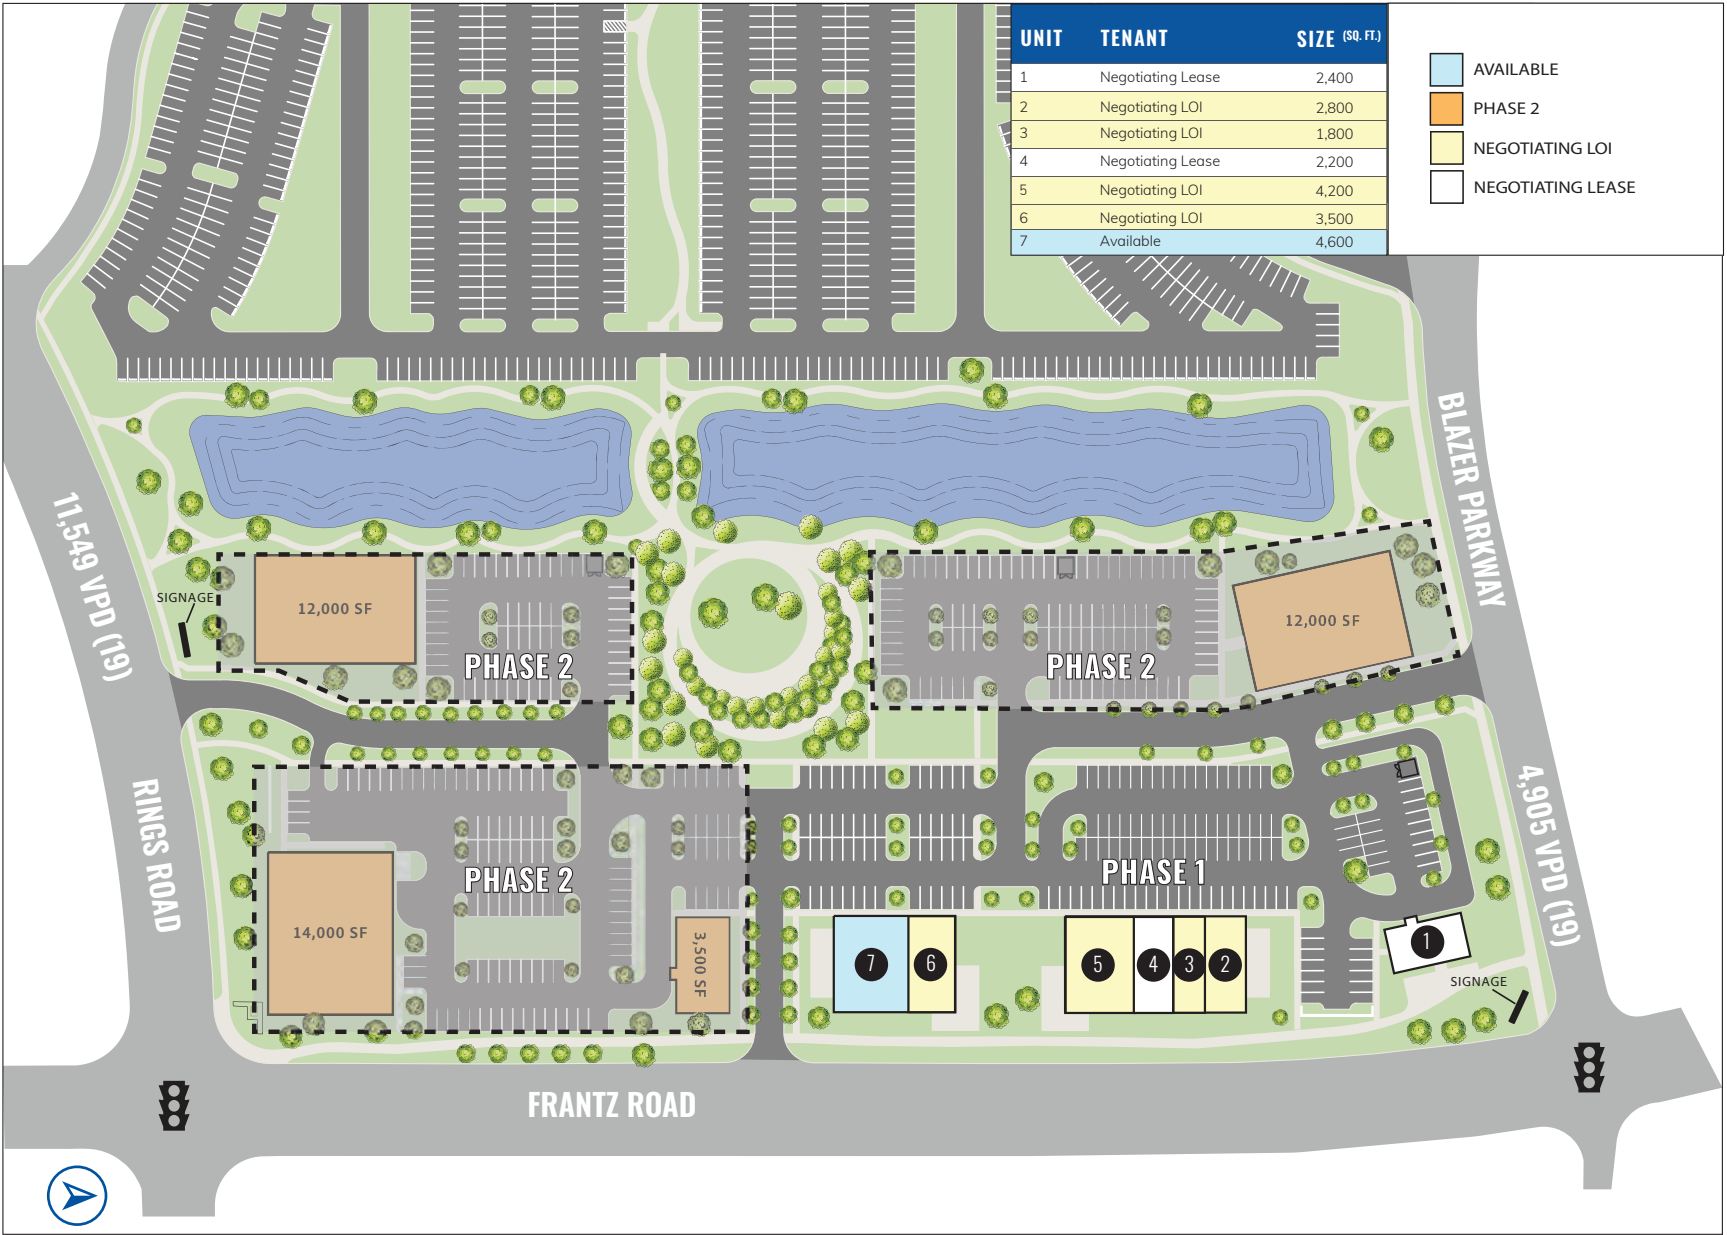 UNIT TENANT SIZE (SQ. FT.)
1 Negotiating Lease 2,400
2 Negotiating LOI 2,800
3 Negotiating LOI 1,800
4 Negotiating Lease 2,200
5 Negotiating LOI 4,200
6 Negotiating LOI 3,500
7 Available 4,600
AVAILABLE
PHASE 2
NEGOTIATING LOI
NEGOTIATING LEASE
BLAZER PARKWAY
11,549 VPD (19)
SIGNAGE
12,000 SF
PHASE 2
PHASE 2
12,000 SF
RINGS ROAD
4,905 VPD (19)
14,000 SF
PHASE 2
3,500 SF
PHASE 1
7
6
5
4
3
2
1
SIGNAGE
FRANTZ ROAD